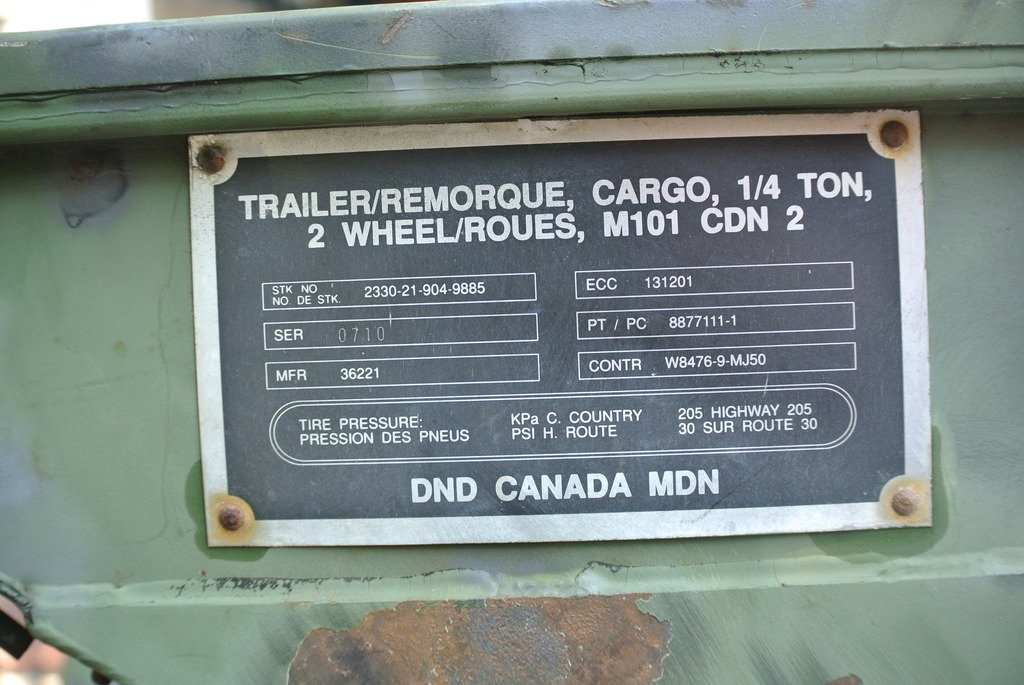 TRAILER/REMORQUE, CARGO, 1/4 TON,
2 WHEEL/ROUES, M101 CDN 2
STK NO
NO. DE STK. 2330-21-904-9885
ECC 131201
SER 0710
PT / PC 8877111-1
MFR 36221
CONTR W8476-9-MJ50
TIRE PRESSURE: KPa C. COUNTRY 205 HIGHWAY 205
PRESSION DES PNEUS PSI H. ROUTE 30 SUR ROUTE 30
DND CANADA MDN